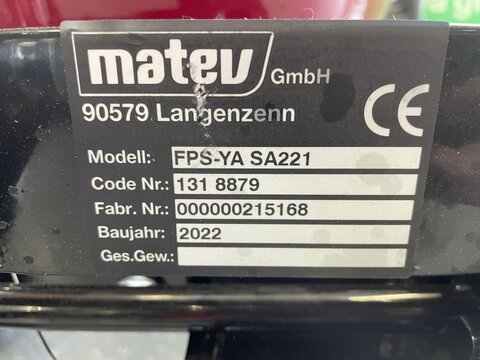 matev GmbH
90579 Langenzenn
CE
Modell: FPS-YA SA221
Code Nr.: 131 8879
Fabr. Nr.: 000000215168
Baujahr: 2022
Ges.Gew.: